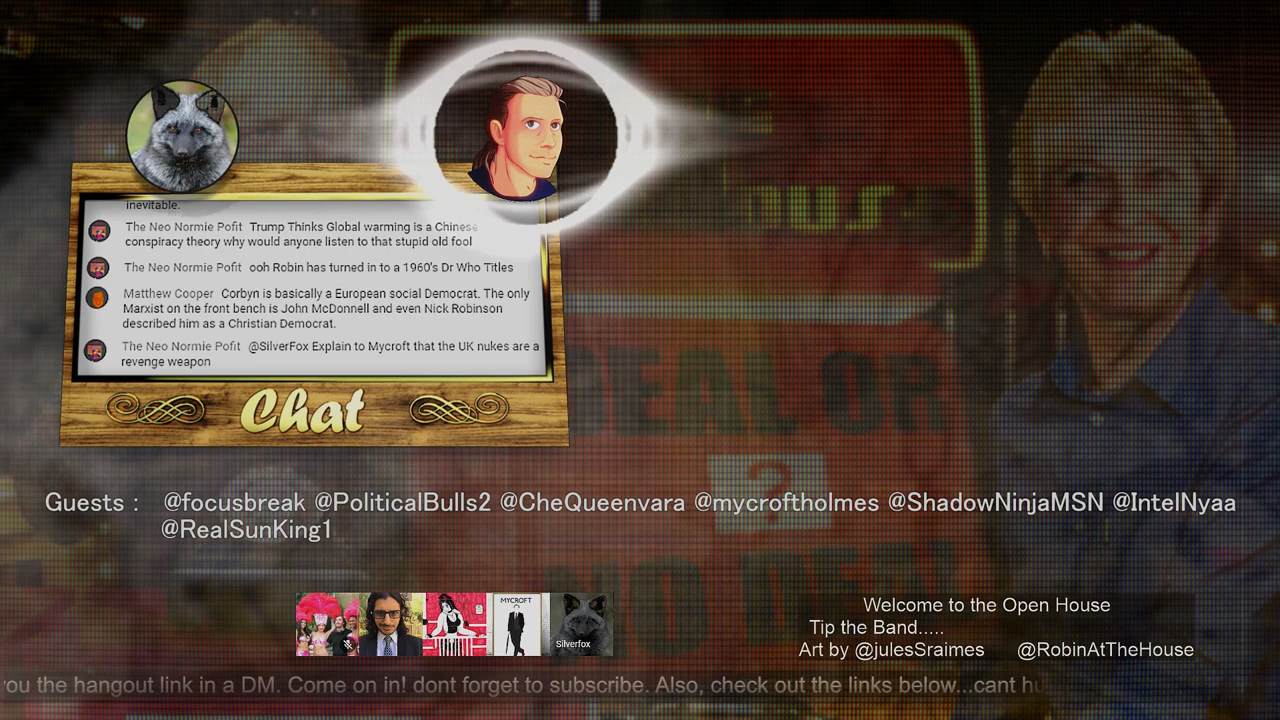 inevitable.
The Neo Normie Pofit Trump Thinks Global warming is a Chinese
conspiracy theory why would anyone listen to that stupid old fool
The Neo Normie Pofit ooh Robin has turned in to a 1960's Dr Who Titles
Matthew Cooper Corbyn is basically a European social Democrat. The only
Marxist on the front bench is John McDonnell and even Nick Robinson
described him as a Christian Democrat.
The Neo Normie Pofit @SilverFox Explain to Mycroft that the UK nukes are a
revenge weapon
Chat
DEAL OR
?
NO DEAL
Guests : @focusbreak @PoliticalBulls2 @CheQueenvara @mycroftholmes @ShadowNinjaMSN @IntelNyaa
@RealSunKing1
MYCROFT
Silverfox
Welcome to the Open House
Tip the Band.....
Art by @julesSraimes @RobinAtTheHouse
you the hangout link in a DM. Come on in! dont forget to subscribe. Also, check out the links below...cant hu